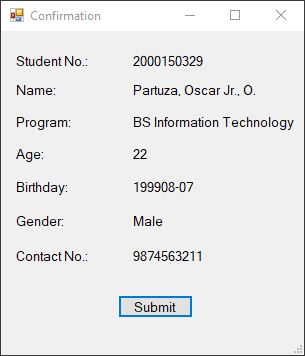 Confirmation
Student No.: 2000150329
Name: Partuza, Oscar Jr., O.
Program: BS Information Technology
Age: 22
Birthday: 199908-07
Gender: Male
Contact No.: 9874563211
Submit